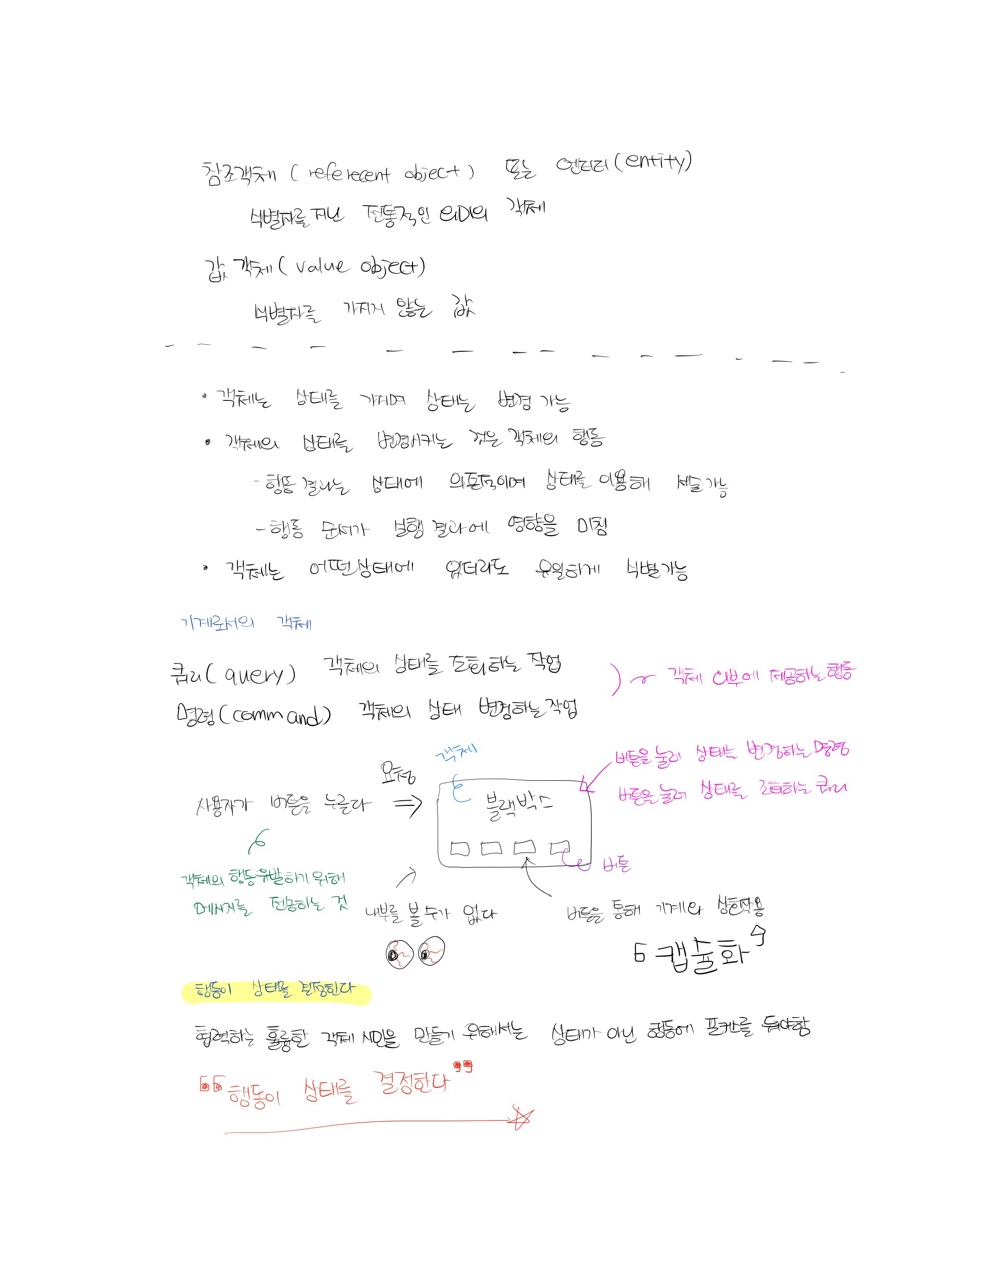 참조객체 (referecent object) 또는 엔티티(entity)
식별자를 지닌 전통적인 의미의 객체
값 객체(value object)
식별자를 가지지 않는 값
• 객체는 상태를 가지며 상태는 변경 가능
• 객체의 상태를 변경시키는 것은 객체의 행동
- 행동 결과는 상태에 의존적이며 상태를 이용해 서술 가능
- 행동 순서가 실행 결과에 영향을 미침
• 객체는 어떤 상태에 있더라도 유일하게 식별가능
기계로서의 객체
쿼리(query) 객체의 상태를 조회하는 작업
명령(command) 객체의 상태 변경하는 작업
) 객체 외부에 제공하는 행동
객체
요청
버튼을 눌러 상태를 변경하는 명령
버튼을 눌러 상태를 조회하는 쿼리
사용자가 버튼을 누른다 ⇒
블랙박스
버튼
객체의 행동 유발하기 위해
메시지를 전송하는 것
내부를 볼 수가 없다
버튼을 통해 기계와 상호작용
캡슐화
행동이 상태를 결정한다
협력하는 훌륭한 객체 시민을 만들기 위해서는 상태가 아닌 행동에 포커스를 둬야함
“행동이 상태를 결정한다”